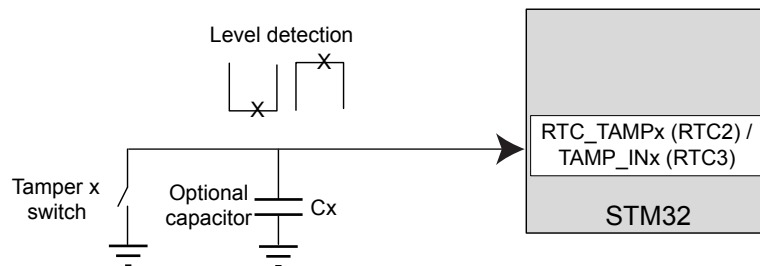 Level detection
X
X
RTC_TAMPx (RTC2) /
TAMP_INx (RTC3)
Tamper x
switch
Optional
capacitor
Cx
STM32